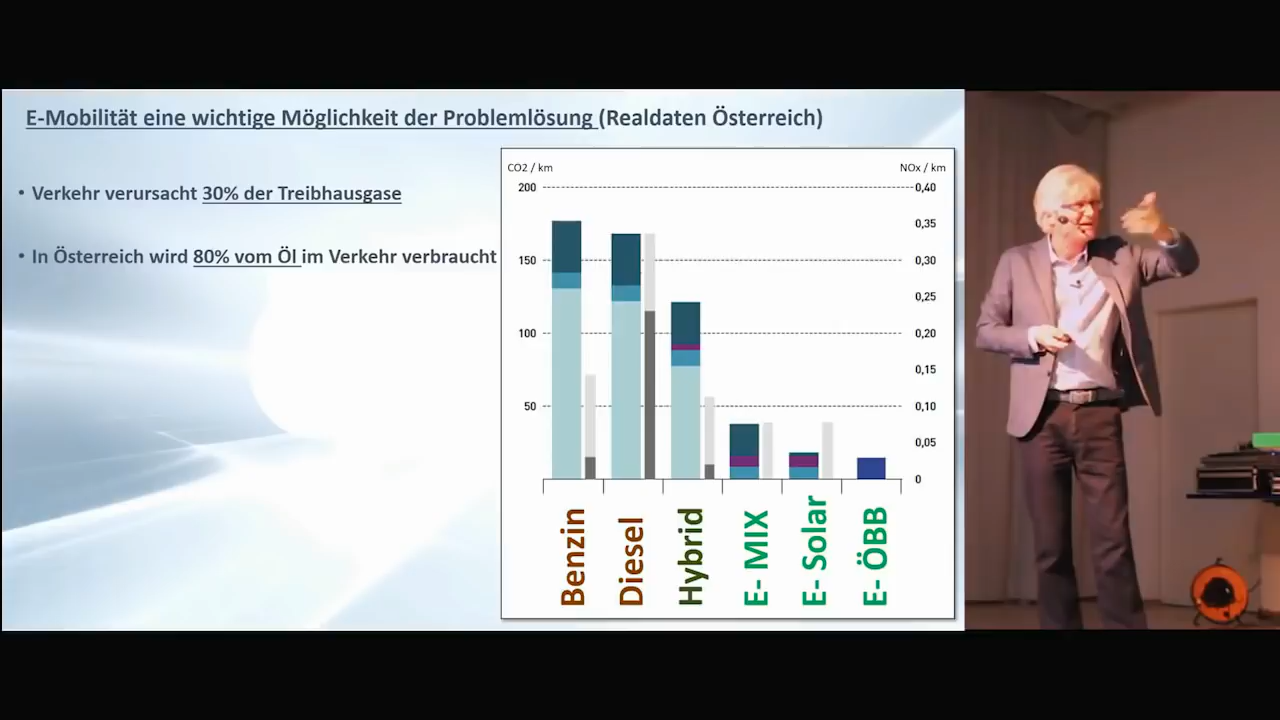 E-Mobilität eine wichtige Möglichkeit der Problemlösung (Realdaten Österreich)
• Verkehr verursacht 30% der Treibhausgase
• In Österreich wird 80% vom Öl im Verkehr verbraucht
CO2 / km
NOx / km
200
150
100
50
0,40
0,35
0,30
0,25
0,20
0,15
0,10
0,05
0
Benzin
Diesel
Hybrid
E- MIX
E- Solar
E- ÖBB